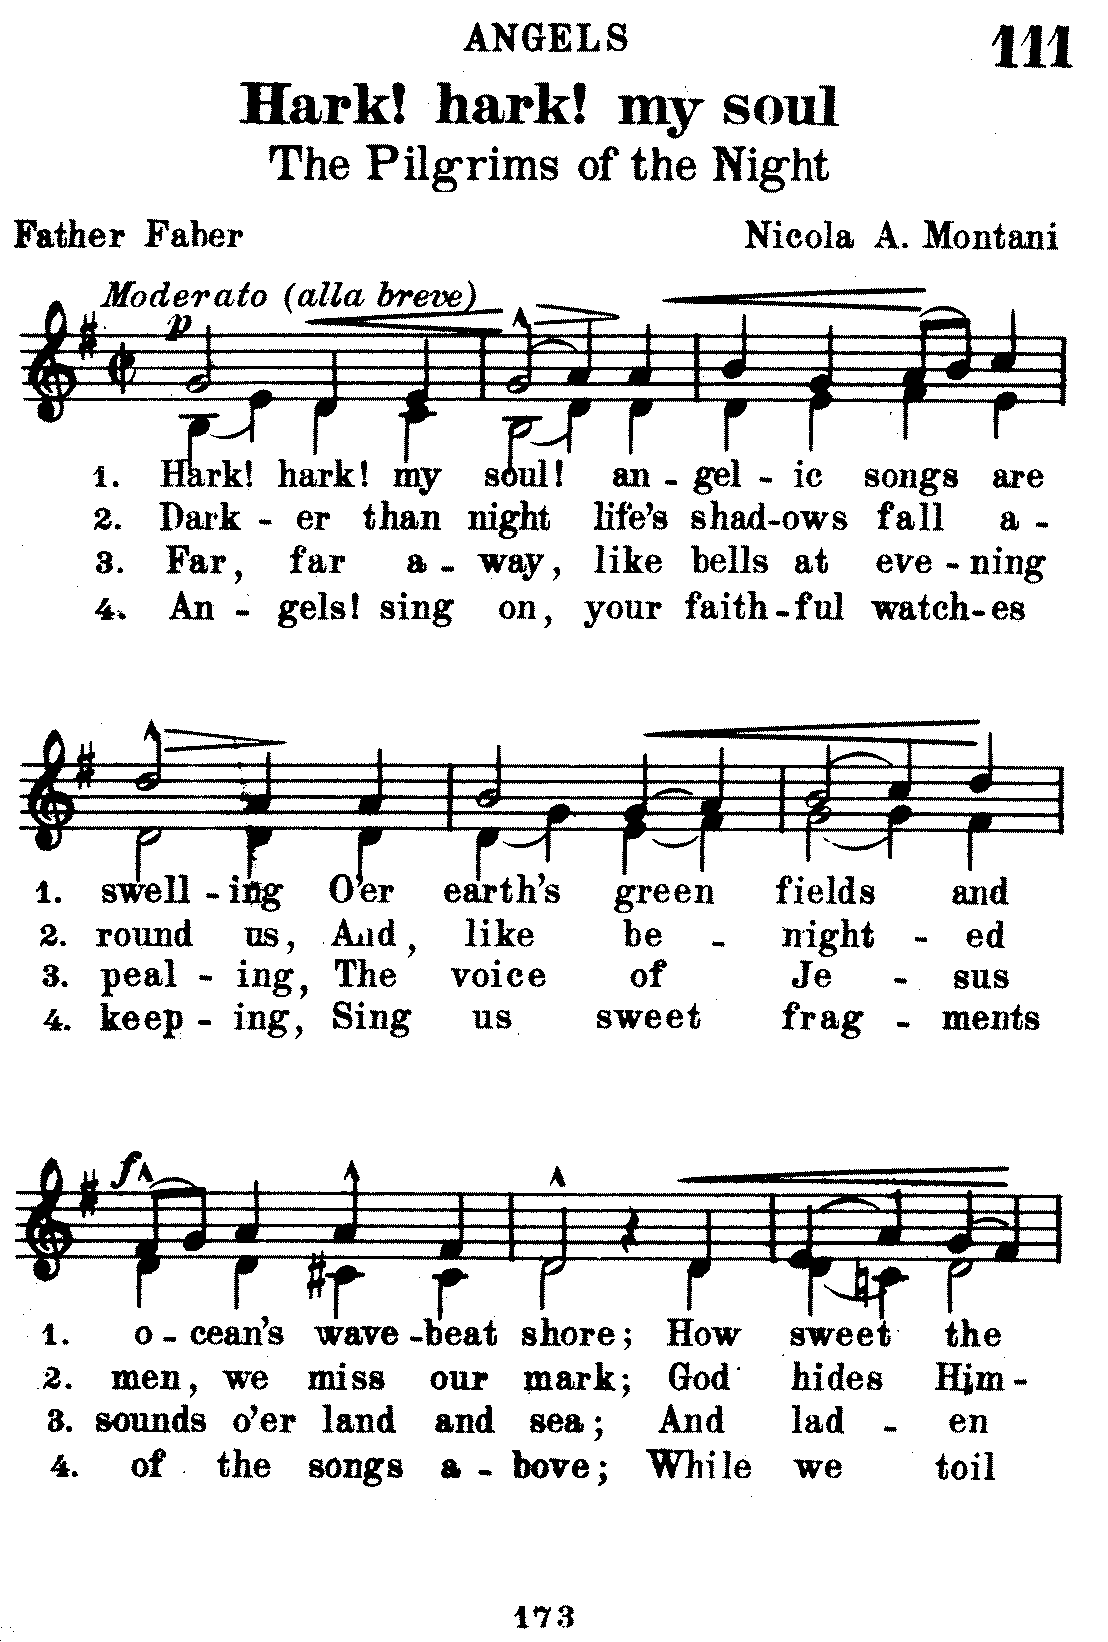 ANGELS
111
Hark! hark! my soul
The Pilgrims of the Night
Father Faber
Nicola A. Montani
Moderato (alla breve)
p
1. Hark! hark! my soul! an - gel - ic songs are
2. Dark - er than night life's shad-ows fall a -
3. Far, far a - way, like bells at eve - ning
4. An - gels! sing on, your faith-ful watch-es
1. swell - ing O'er earth's green fields and
2. round us, And, like be - night - ed
3. peal - ing, The voice of Je - sus
4. keep - ing, Sing us sweet frag - ments
f
1. o - cean's wave -beat shore; How sweet the
2. men, we miss our mark; God hides Him-
3. sounds o'er land and sea; And lad - en
4. of the songs a - bove; While we toil
173